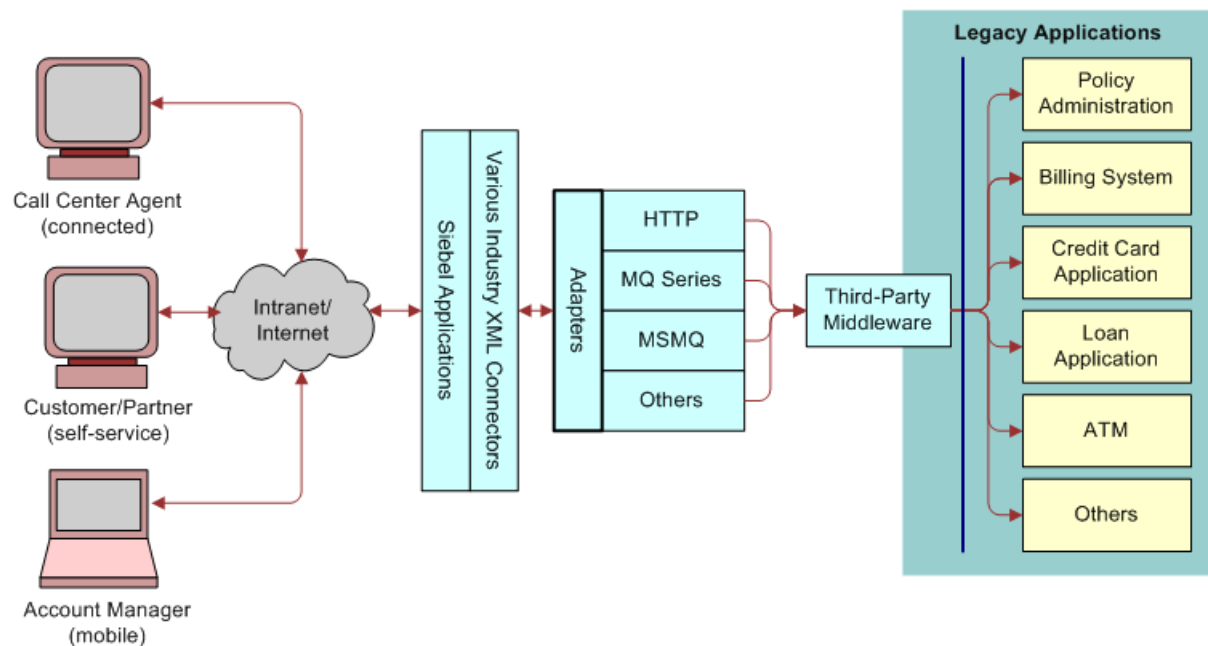 Call Center Agent
(connected)
Customer/Partner
(self-service)
Account Manager
(mobile)
Intranet/
Internet
Siebel Applications
Various Industry XML Connectors
Adapters
HTTP
MQ Series
MSMQ
Others
Third-Party
Middleware
Legacy Applications
Policy
Administration
Billing System
Credit Card
Application
Loan
Application
ATM
Others